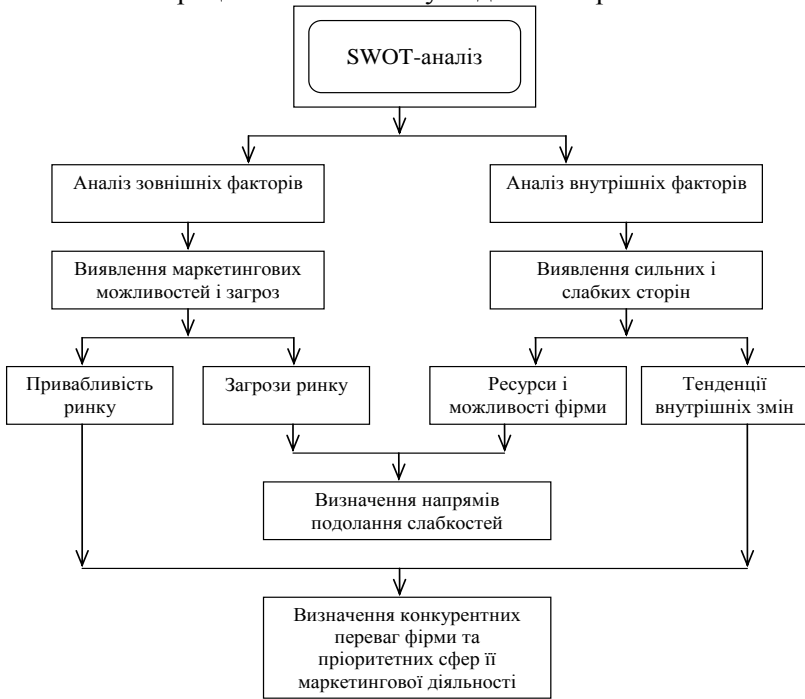 SWOT-аналіз
Аналіз зовнішніх факторів
Аналіз внутрішніх факторів
Виявлення маркетингових
можливостей і загроз
Виявлення сильних і
слабких сторін
Привабливість
ринку
Загрози ринку
Ресурси і
можливості фірми
Тенденції
внутрішніх змін
Визначення напрямів
подолання слабкостей
Визначення конкурентних
переваг фірми та
пріоритетних сфер її
маркетингової діяльності